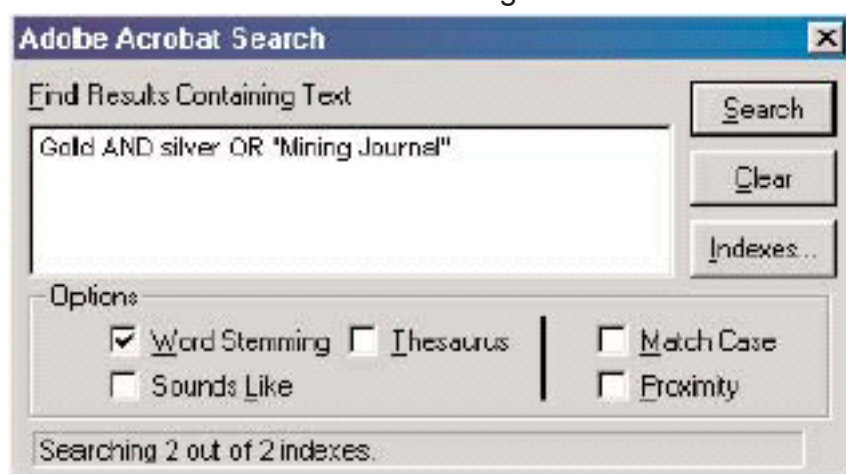 Adobe Acrobat Search
Find Results Containing Text
Search
Gold AND silver OR "Mining Journal"
Clear
Indexes...
Options
Word Stemming Thesaurus Match Case
Sounds Like Proximity
Searching 2 out of 2 indexes.